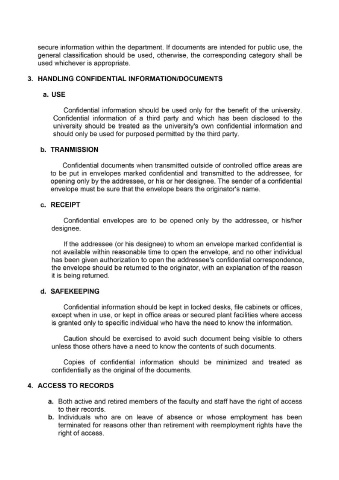 secure information within the department. If documents are intended for public use, the
general classification should be used, otherwise, the corresponding category shall be
used whichever is appropriate.
3. HANDLING CONFIDENTIAL INFORMATION/DOCUMENTS
a. USE
Confidential information should be used only for the benefit of the university.
Confidential information of a third party and which has been disclosed to the
university should be treated as the university's own confidential information and
should only be used for purposed permitted by the third party.
b. TRANMISSION
Confidential documents when transmitted outside of controlled office areas are
to be put in envelopes marked confidential and transmitted to the addressee, for
opening only by the addressee, or his or her designee. The sender of a confidential
envelope must be sure that the envelope bears the originator's name.
c. RECEIPT
Confidential envelopes are to be opened only by the addressee, or his/her
designee.
If the addressee (or his designee) to whom an envelope marked confidential is
not available within reasonable time to open the envelope, and no other individual
has been given authorization to open the addressee's confidential correspondence,
the envelope should be returned to the originator, with an explanation of the reason
it is being returned.
d. SAFEKEEPING
Confidential information should be kept in locked desks, file cabinets or offices,
except when in use, or kept in office areas or secured plant facilities where access
is granted only to specific individual who have the need to know the information.
Caution should be exercised to avoid such document being visible to others
unless those others have a need to know the contents of such documents.
Copies of confidential information should be minimized and treated as
confidentially as the original of the documents.
4. ACCESS TO RECORDS
a. Both active and retired members of the faculty and staff have the right of access
to their records.
b. Individuals who are on leave of absence or whose employment has been
terminated for reasons other than retirement with reemployment rights have the
right of access.